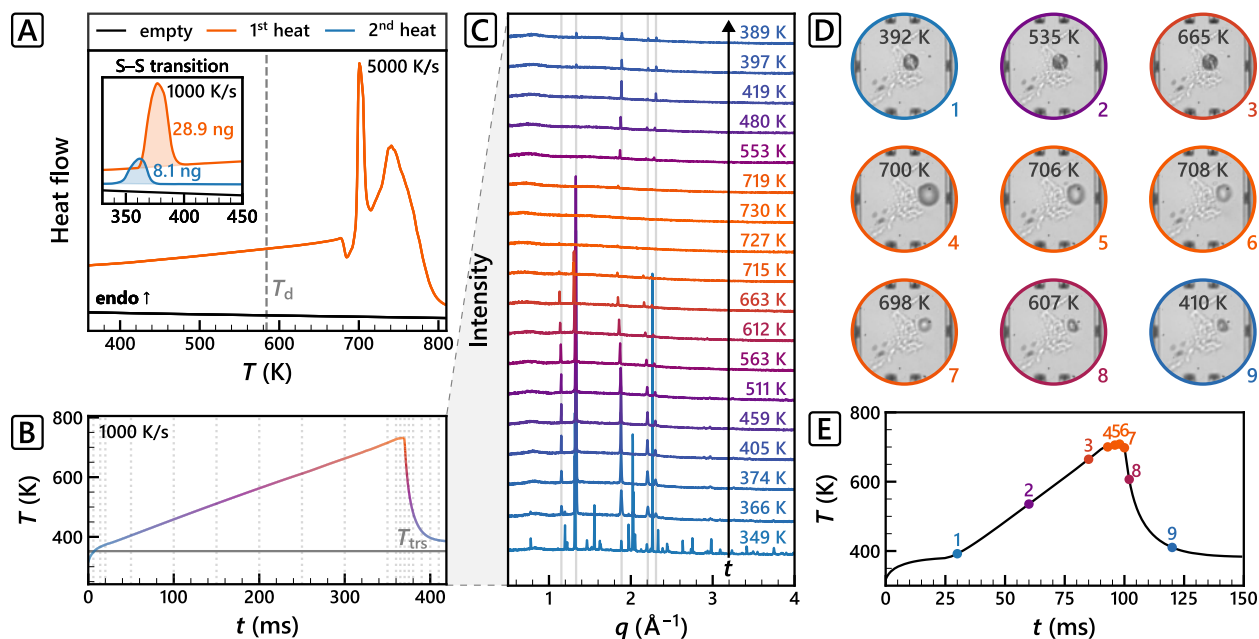 A
empty
1st heat
2nd heat
S–S transition
1000 K/s
28.9 ng
8.1 ng
350 400 450
5000 K/s
Td
endo ↑
Heat flow
400 500 600 700 800
T (K)
B
1000 K/s
Ttrs
800
600
400
T (K)
0 100 200 300 400
t (ms)
C
389 K
397 K
419 K
480 K
553 K
719 K
730 K
727 K
715 K
663 K
612 K
563 K
511 K
459 K
405 K
374 K
366 K
349 K
t
Intensity
1 2 3 4
q (Å−1)
D
392 K
1
535 K
2
665 K
3
700 K
4
706 K
5
708 K
6
698 K
7
607 K
8
410 K
9
E
800
600
400
T (K)
1
2
3
4 5 6
7
8
9
0 25 50 75 100 125 150
t (ms)